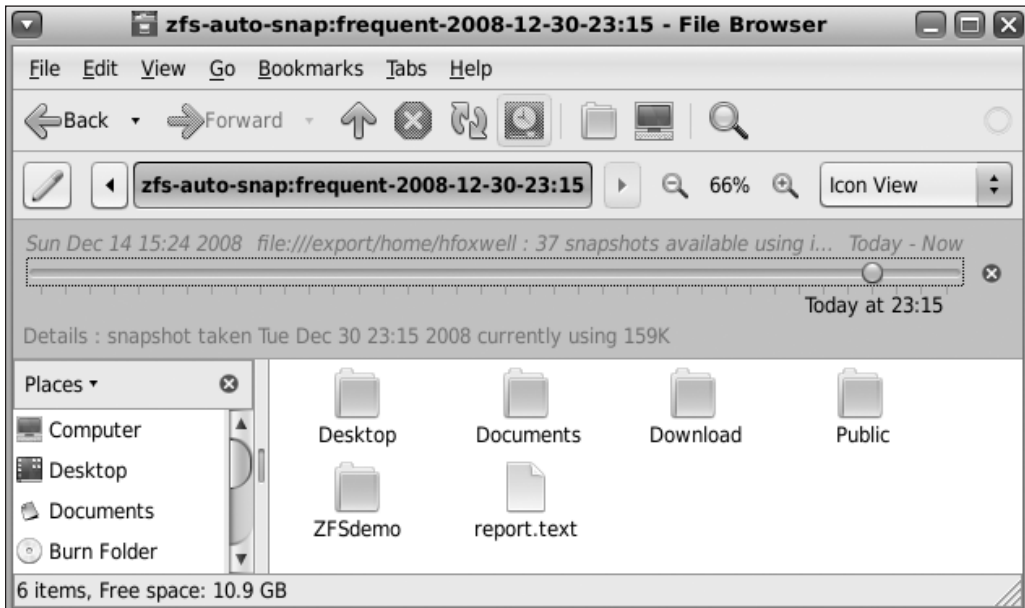 zfs-auto-snap:frequent-2008-12-30-23:15 - File Browser
File Edit View Go Bookmarks Tabs Help
Back Forward
zfs-auto-snap:frequent-2008-12-30-23:15 66% Icon View
Sun Dec 14 15:24 2008 file:///export/home/hfoxwell : 37 snapshots available using i... Today - Now
Today at 23:15
Details : snapshot taken Tue Dec 30 23:15 2008 currently using 159K
Places
Computer
Desktop
Documents
Burn Folder
Desktop Documents Download Public
ZFSdemo report.text
6 items, Free space: 10.9 GB